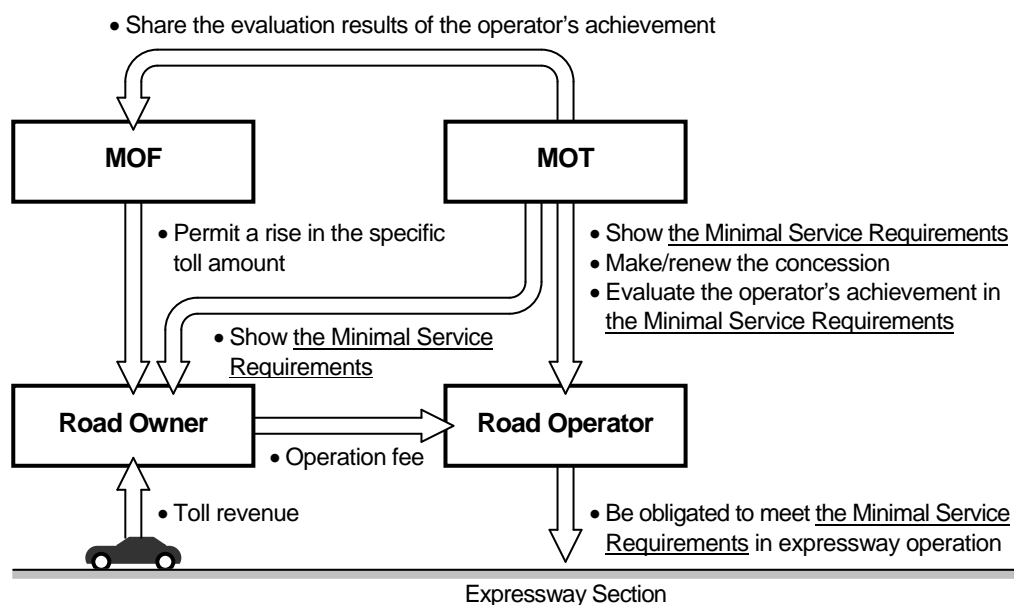 • Share the evaluation results of the operator's achievement
MOF
MOT
• Permit a rise in the specific
toll amount
• Show the Minimal Service Requirements
• Make/renew the concession
• Evaluate the operator's achievement in
the Minimal Service Requirements
• Show the Minimal Service
Requirements
Road Owner
Road Operator
• Operation fee
• Toll revenue
• Be obligated to meet the Minimal Service
Requirements in expressway operation
Expressway Section